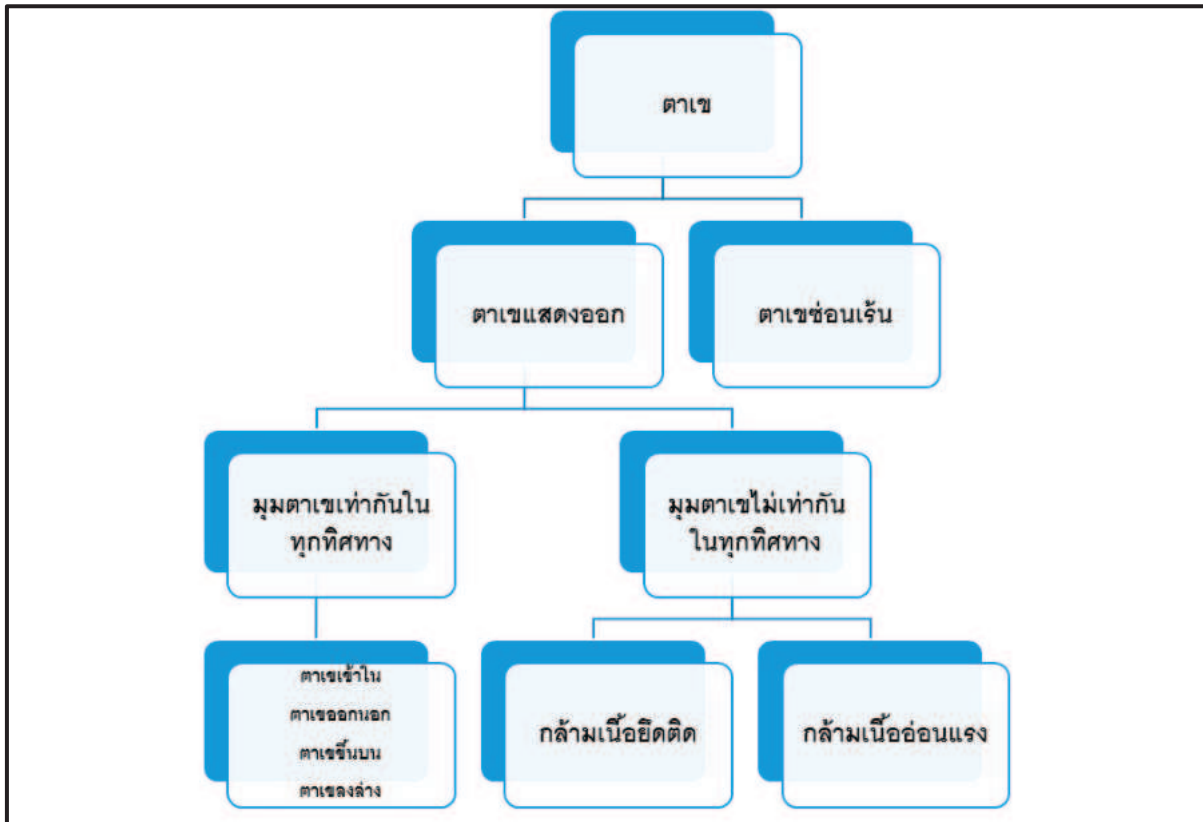 ตาเข
ตาเขแสดงออก
ตาเขซ่อนเร้น
มุมตาเขเท่ากันใน
ทุกทิศทาง
มุมตาเขไม่เท่ากัน
ในทุกทิศทาง
ตาเขเข้าใน
ตาเขออกนอก
ตาเขขึ้นบน
ตาเขลงล่าง
กล้ามเนื้อยึดติด
กล้ามเนื้ออ่อนแรง